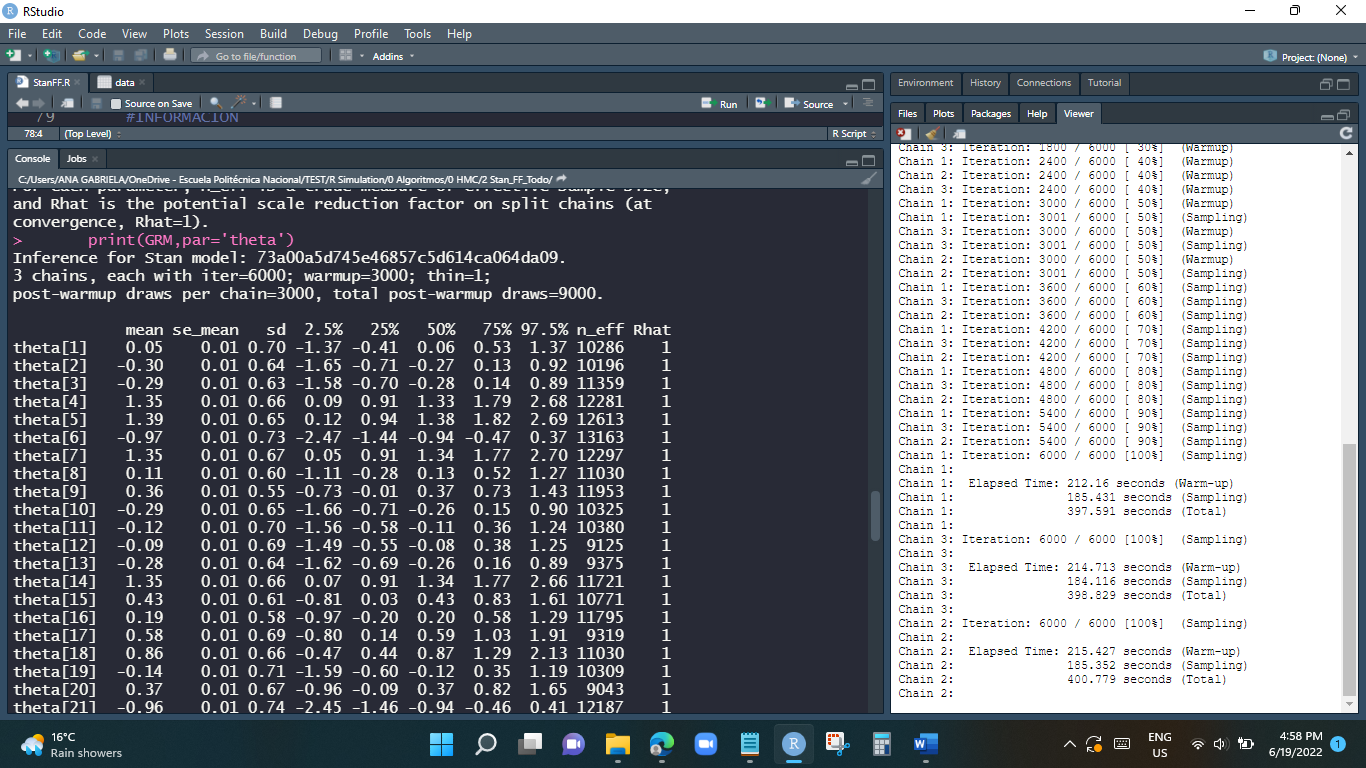 RStudio
File Edit Code View Plots Session Build Debug Profile Tools Help
Go to file/function Addins Project: (None)
StanFF.R data
Source on Save Run Source
79 #INFORMACION
78:4 (Top Level) R Script
Console Jobs
C:/Users/ANA GABRIELA/OneDrive - Escuela Politécnica Nacional/TEST/R Simulation/0 Algoritmos/0 HMC/2 Stan_FF_Todo/
For each parameter, n_eff is a crude measure of effective sample size,
and Rhat is the potential scale reduction factor on split chains (at
convergence, Rhat=1).
> print(GRM,par='theta')
Inference for Stan model: 73a00a5d745e46857c5d614ca064da09.
3 chains, each with iter=6000; warmup=3000; thin=1;
post-warmup draws per chain=3000, total post-warmup draws=9000.
mean se_mean sd 2.5% 25% 50% 75% 97.5% n_eff Rhat
theta[1] 0.05 0.01 0.70 -1.37 -0.41 0.06 0.53 1.37 10286 1
theta[2] -0.30 0.01 0.64 -1.65 -0.71 -0.27 0.13 0.92 10196 1
theta[3] -0.29 0.01 0.63 -1.58 -0.70 -0.28 0.14 0.89 11359 1
theta[4] 1.35 0.01 0.66 0.09 0.91 1.33 1.79 2.68 12281 1
theta[5] 1.39 0.01 0.65 0.12 0.94 1.38 1.82 2.69 12613 1
theta[6] -0.97 0.01 0.73 -2.47 -1.44 -0.94 -0.47 0.37 13163 1
theta[7] 1.35 0.01 0.67 0.05 0.91 1.34 1.77 2.70 12297 1
theta[8] 0.11 0.01 0.60 -1.11 -0.28 0.13 0.52 1.27 11030 1
theta[9] 0.36 0.01 0.55 -0.73 -0.01 0.37 0.73 1.43 11953 1
theta[10] -0.29 0.01 0.65 -1.66 -0.71 -0.26 0.15 0.90 10325 1
theta[11] -0.12 0.01 0.70 -1.56 -0.58 -0.11 0.36 1.24 10380 1
theta[12] -0.09 0.01 0.69 -1.49 -0.55 -0.08 0.38 1.25 9125 1
theta[13] -0.28 0.01 0.64 -1.62 -0.69 -0.26 0.16 0.89 9375 1
theta[14] 1.35 0.01 0.66 0.07 0.91 1.34 1.77 2.66 11721 1
theta[15] 0.43 0.01 0.61 -0.81 0.03 0.43 0.83 1.61 10771 1
theta[16] 0.19 0.01 0.58 -0.97 -0.20 0.20 0.58 1.29 11795 1
theta[17] 0.58 0.01 0.69 -0.80 0.14 0.59 1.03 1.91 9319 1
theta[18] 0.86 0.01 0.66 -0.47 0.44 0.87 1.29 2.13 11030 1
theta[19] -0.14 0.01 0.71 -1.59 -0.60 -0.12 0.35 1.19 10309 1
theta[20] 0.37 0.01 0.67 -0.96 -0.09 0.37 0.82 1.65 9043 1
theta[21] -0.96 0.01 0.74 -2.45 -1.46 -0.94 -0.46 0.41 12187 1
Environment History Connections Tutorial
Files Plots Packages Help Viewer
Chain 3: Iteration: 1800 / 6000 [ 30%] (Warmup)
Chain 1: Iteration: 2400 / 6000 [ 40%] (Warmup)
Chain 3: Iteration: 2400 / 6000 [ 40%] (Warmup)
Chain 2: Iteration: 2400 / 6000 [ 40%] (Warmup)
Chain 1: Iteration: 3000 / 6000 [ 50%] (Warmup)
Chain 1: Iteration: 3001 / 6000 [ 50%] (Sampling)
Chain 3: Iteration: 3000 / 6000 [ 50%] (Warmup)
Chain 3: Iteration: 3001 / 6000 [ 50%] (Sampling)
Chain 2: Iteration: 3000 / 6000 [ 50%] (Warmup)
Chain 2: Iteration: 3001 / 6000 [ 50%] (Sampling)
Chain 1: Iteration: 3600 / 6000 [ 60%] (Sampling)
Chain 3: Iteration: 3600 / 6000 [ 60%] (Sampling)
Chain 2: Iteration: 3600 / 6000 [ 60%] (Sampling)
Chain 1: Iteration: 4200 / 6000 [ 70%] (Sampling)
Chain 3: Iteration: 4200 / 6000 [ 70%] (Sampling)
Chain 2: Iteration: 4200 / 6000 [ 70%] (Sampling)
Chain 1: Iteration: 4800 / 6000 [ 80%] (Sampling)
Chain 3: Iteration: 4800 / 6000 [ 80%] (Sampling)
Chain 2: Iteration: 4800 / 6000 [ 80%] (Sampling)
Chain 1: Iteration: 5400 / 6000 [ 90%] (Sampling)
Chain 3: Iteration: 5400 / 6000 [ 90%] (Sampling)
Chain 2: Iteration: 5400 / 6000 [ 90%] (Sampling)
Chain 1: Iteration: 6000 / 6000 [100%] (Sampling)
Chain 1:
Chain 1: Elapsed Time: 212.16 seconds (Warm-up)
Chain 1: 185.431 seconds (Sampling)
Chain 1: 397.591 seconds (Total)
Chain 1:
Chain 3: Iteration: 6000 / 6000 [100%] (Sampling)
Chain 3:
Chain 3: Elapsed Time: 214.713 seconds (Warm-up)
Chain 3: 184.116 seconds (Sampling)
Chain 3: 398.829 seconds (Total)
Chain 3:
Chain 2: Iteration: 6000 / 6000 [100%] (Sampling)
Chain 2:
Chain 2: Elapsed Time: 215.427 seconds (Warm-up)
Chain 2: 185.352 seconds (Sampling)
Chain 2: 400.779 seconds (Total)
Chain 2:
16°C
Rain showers
ENG
US
4:58 PM
6/19/2022
1